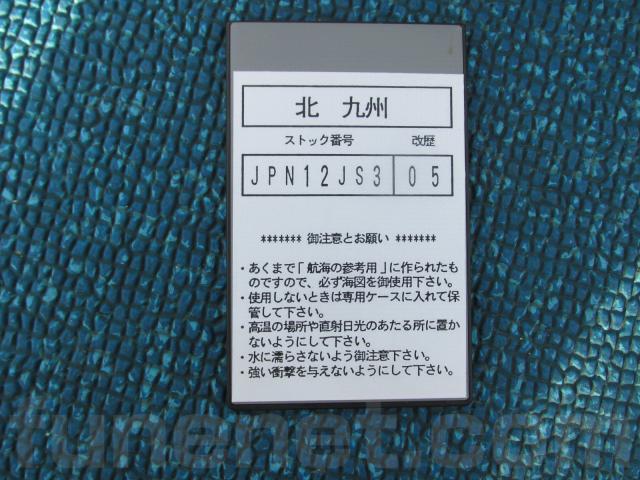 北 九州
ストック番号 改歴
JPN12JS3 05
******* 御注意とお願い *******
・あくまで「航海の参考用」に作られたも
のですので、必ず海図を御使用下さい。
・使用しないときは専用ケースに入れて保
管して下さい。
・高温の場所や直射日光のあたる所に置か
ないようにして下さい。
・水に濡らさないよう御注意下さい。
・強い衝撃を与えないようにして下さい。
tunenet.com